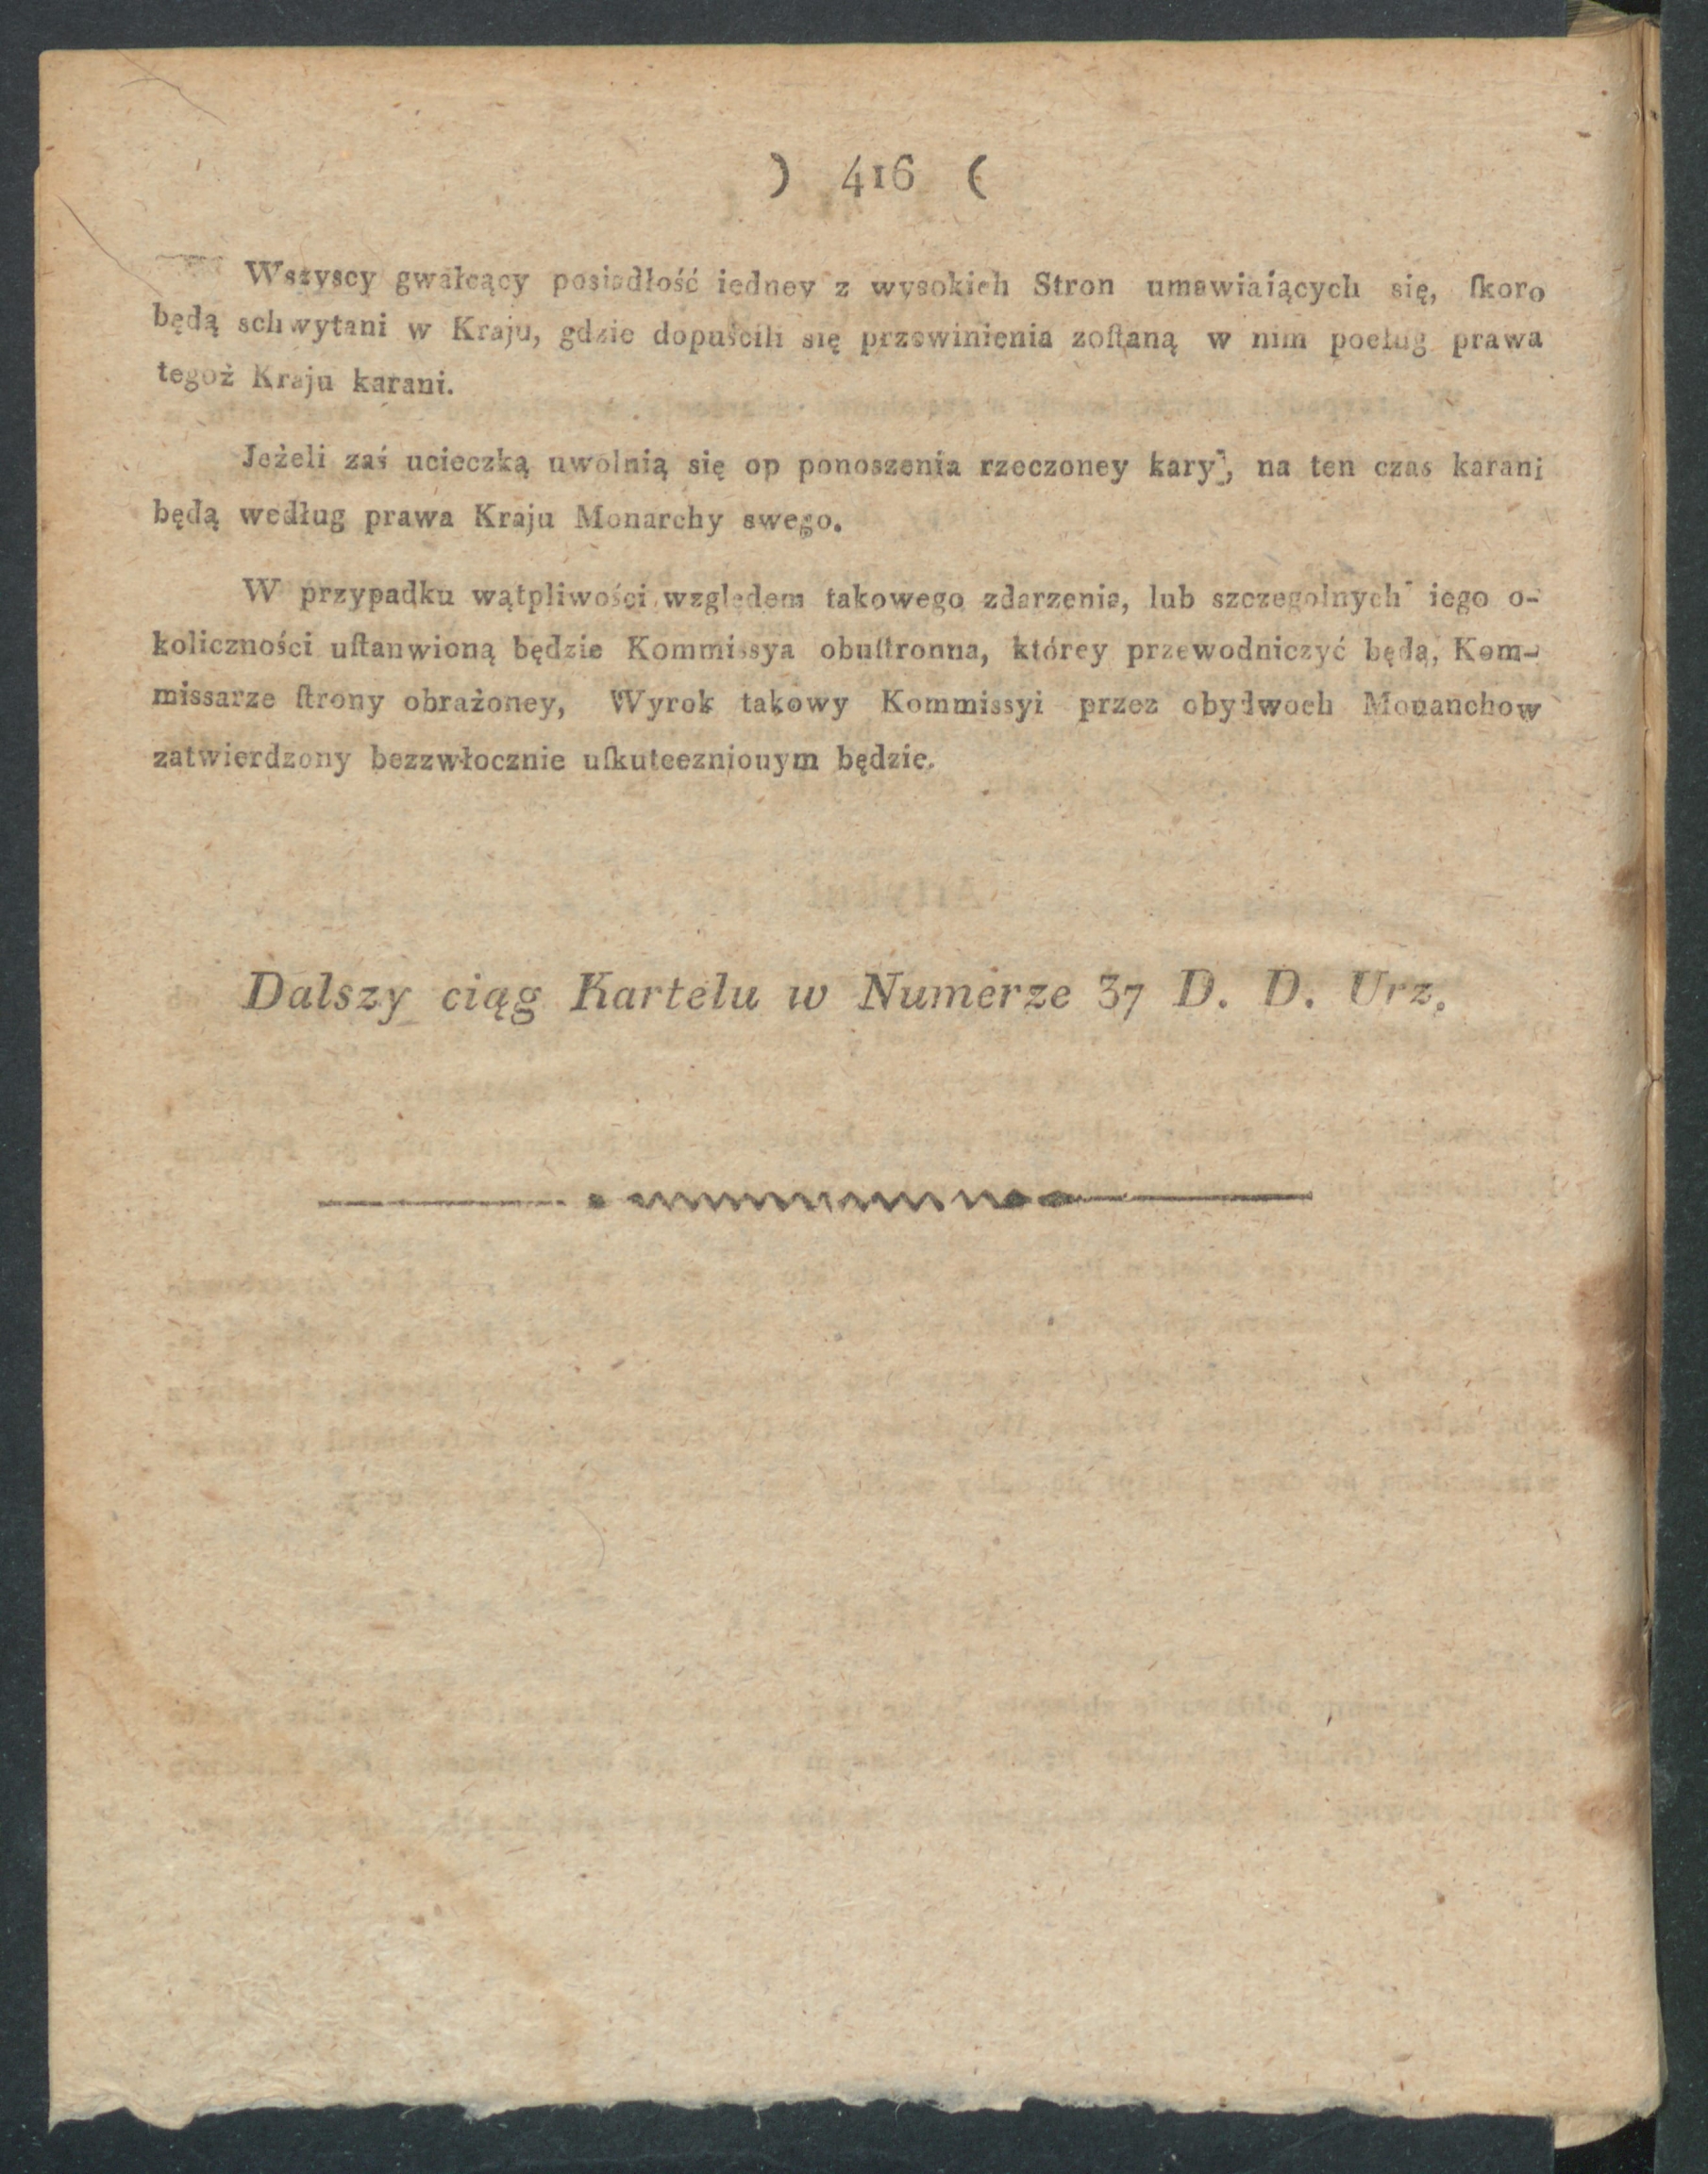 ) 416 (
Wszyscy gwałcący posiadłość iedney z wysokich Stron umawiaiących się, ſkoro
będą schwytani w Kraju, gdzie dopuścili się przewinienia zoſtaną w nim poeług prawa
tegoż Kraju karani.
Jeżeli zaś ucieczką uwolnią się op ponoszenia rzeczoney kary, na ten czas karani
będą według prawa Kraju Monarchy swego.
W przypadku wątpliwości względem takowego zdarzenia, lub szczegolnych iego o-
koliczności uſtanwioną będzie Kommissya obuſtronna, którey przewodniczyć będą, Kom-
missarze ſtrony obrażoney, Wyrok takowy Kommissyi przez obydwoch Monanchow
zatwierdzony bezzwłocznie uſkuteeznionym będzie.
Dalszy ciąg Kartelu w Numerze 37 D. D. Urz.